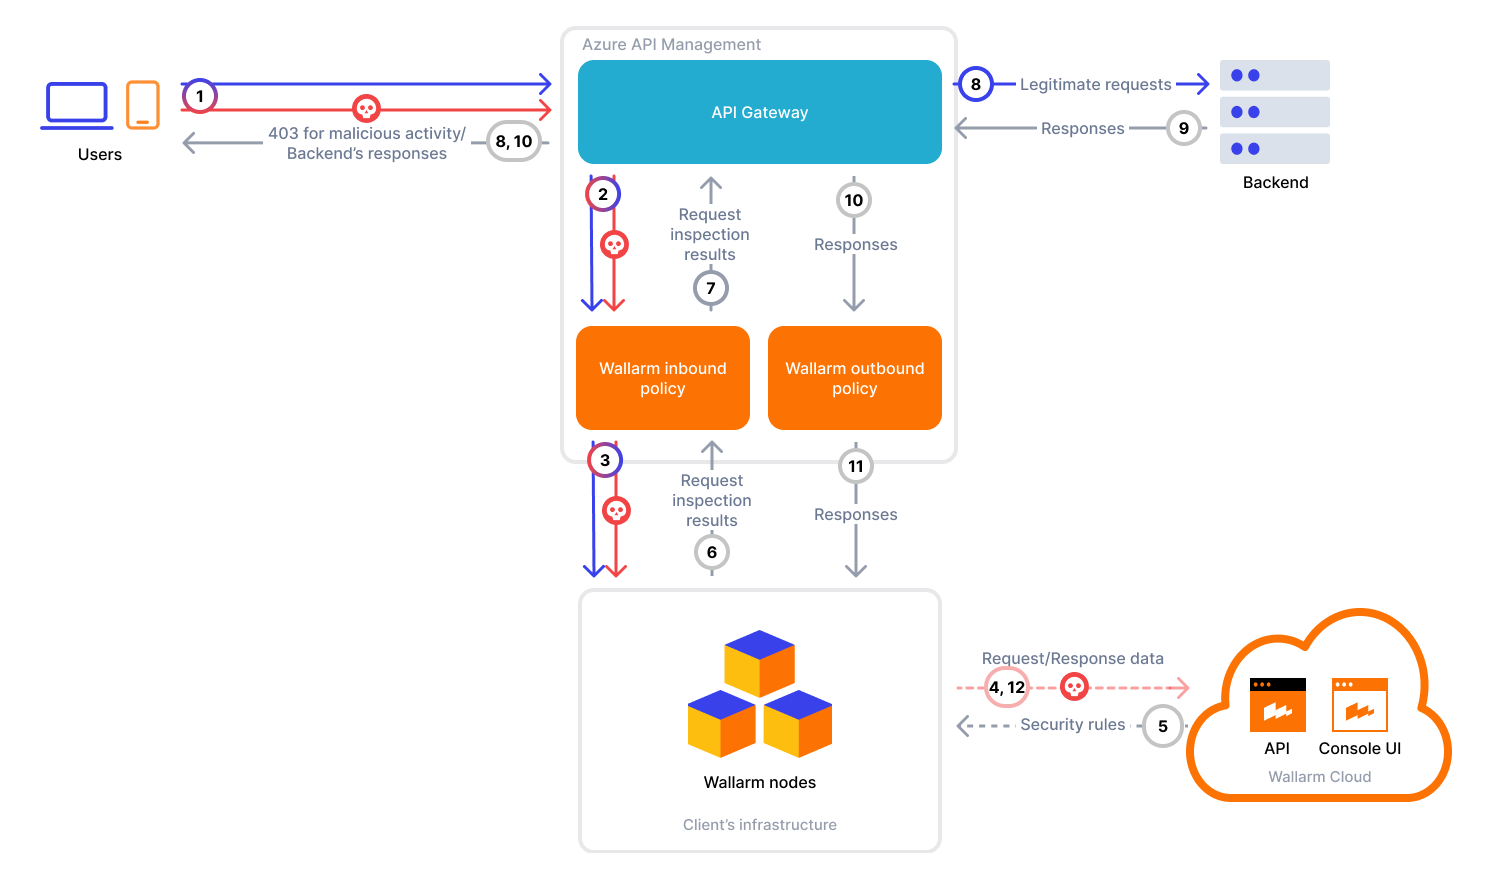 Azure API Management
API Gateway
1
403 for malicious activity/
Backend's responses
8, 10
Users
8
Legitimate requests
Responses
9
Backend
2
Request
inspection
results
7
10
Responses
Wallarm inbound
policy
Wallarm outbound
policy
3
Request
inspection
results
6
11
Responses
Wallarm nodes
Client's infrastructure
Request/Response data
4, 12
Security rules
5
API
Console UI
Wallarm Cloud